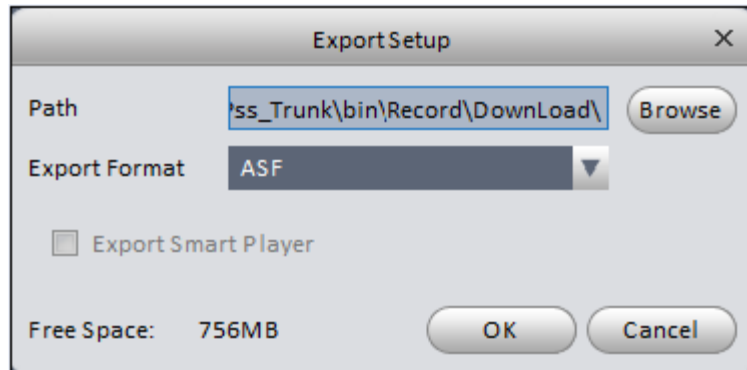 Export Setup
Path ss_Trunk\bin\Record\DownLoad\ Browse
Export Format ASF
Export Smart Player
Free Space: 756MB OK Cancel